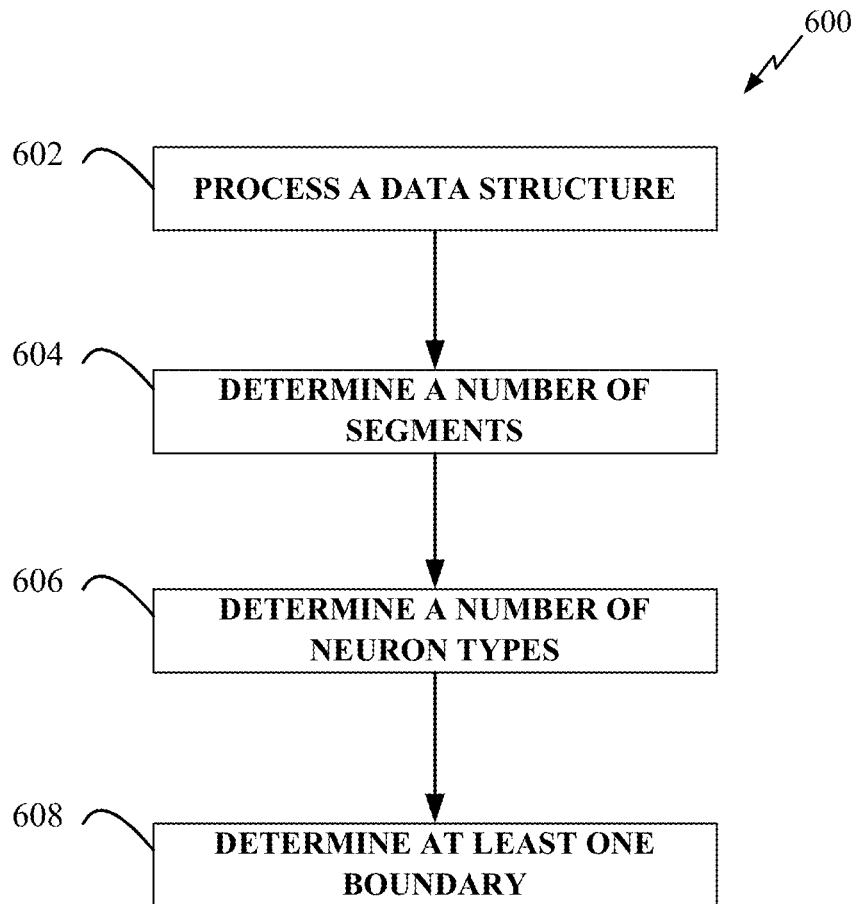 600
602
PROCESS A DATA STRUCTURE
604
DETERMINE A NUMBER OF
SEGMENTS
606
DETERMINE A NUMBER OF
NEURON TYPES
608
DETERMINE AT LEAST ONE
BOUNDARY